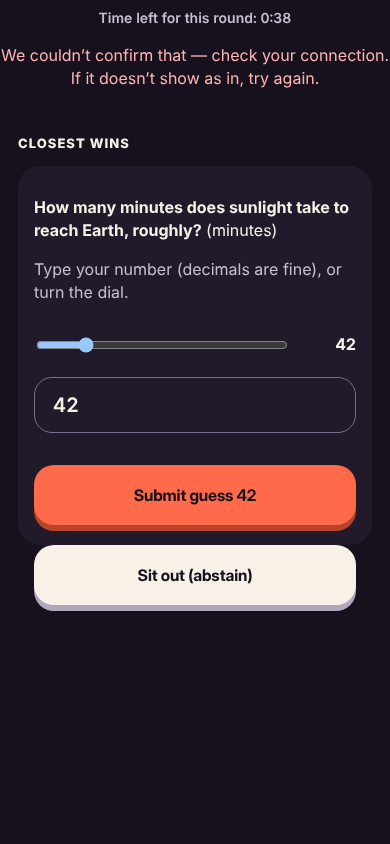 Time left for this round: 0:38
We couldn’t confirm that — check your connection.
If it doesn’t show as in, try again.
CLOSEST WINS
How many minutes does sunlight take to
reach Earth, roughly? (minutes)
Type your number (decimals are fine), or
turn the dial.
42
42
Submit guess 42
Sit out (abstain)